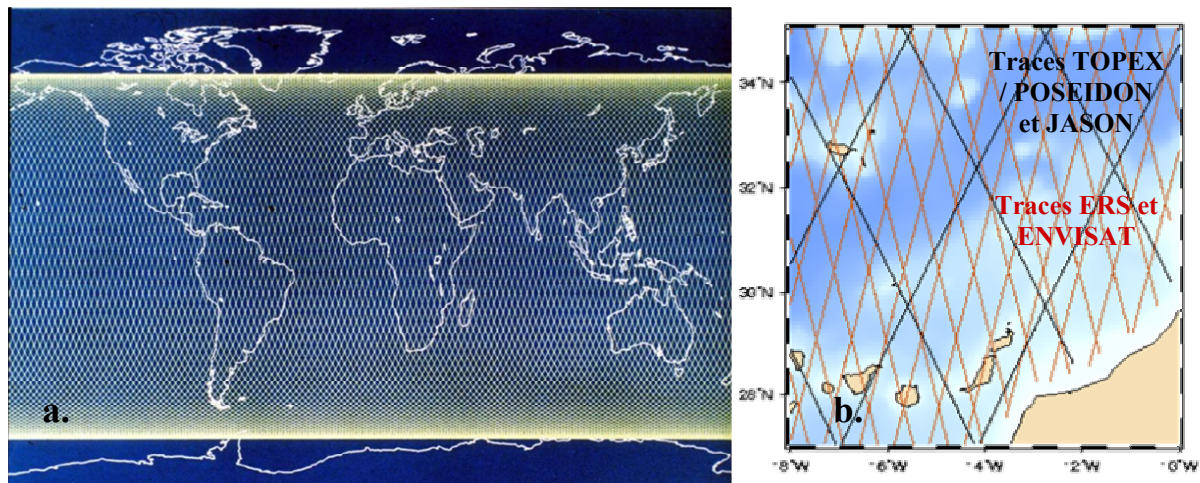 a.
b.
Traces TOPEX
/ POSEIDON
et JASON
Traces ERS et
ENVISAT
34°N
32°N
30°N
28°N
-8°W -6°W -4°W -2°W -0°W